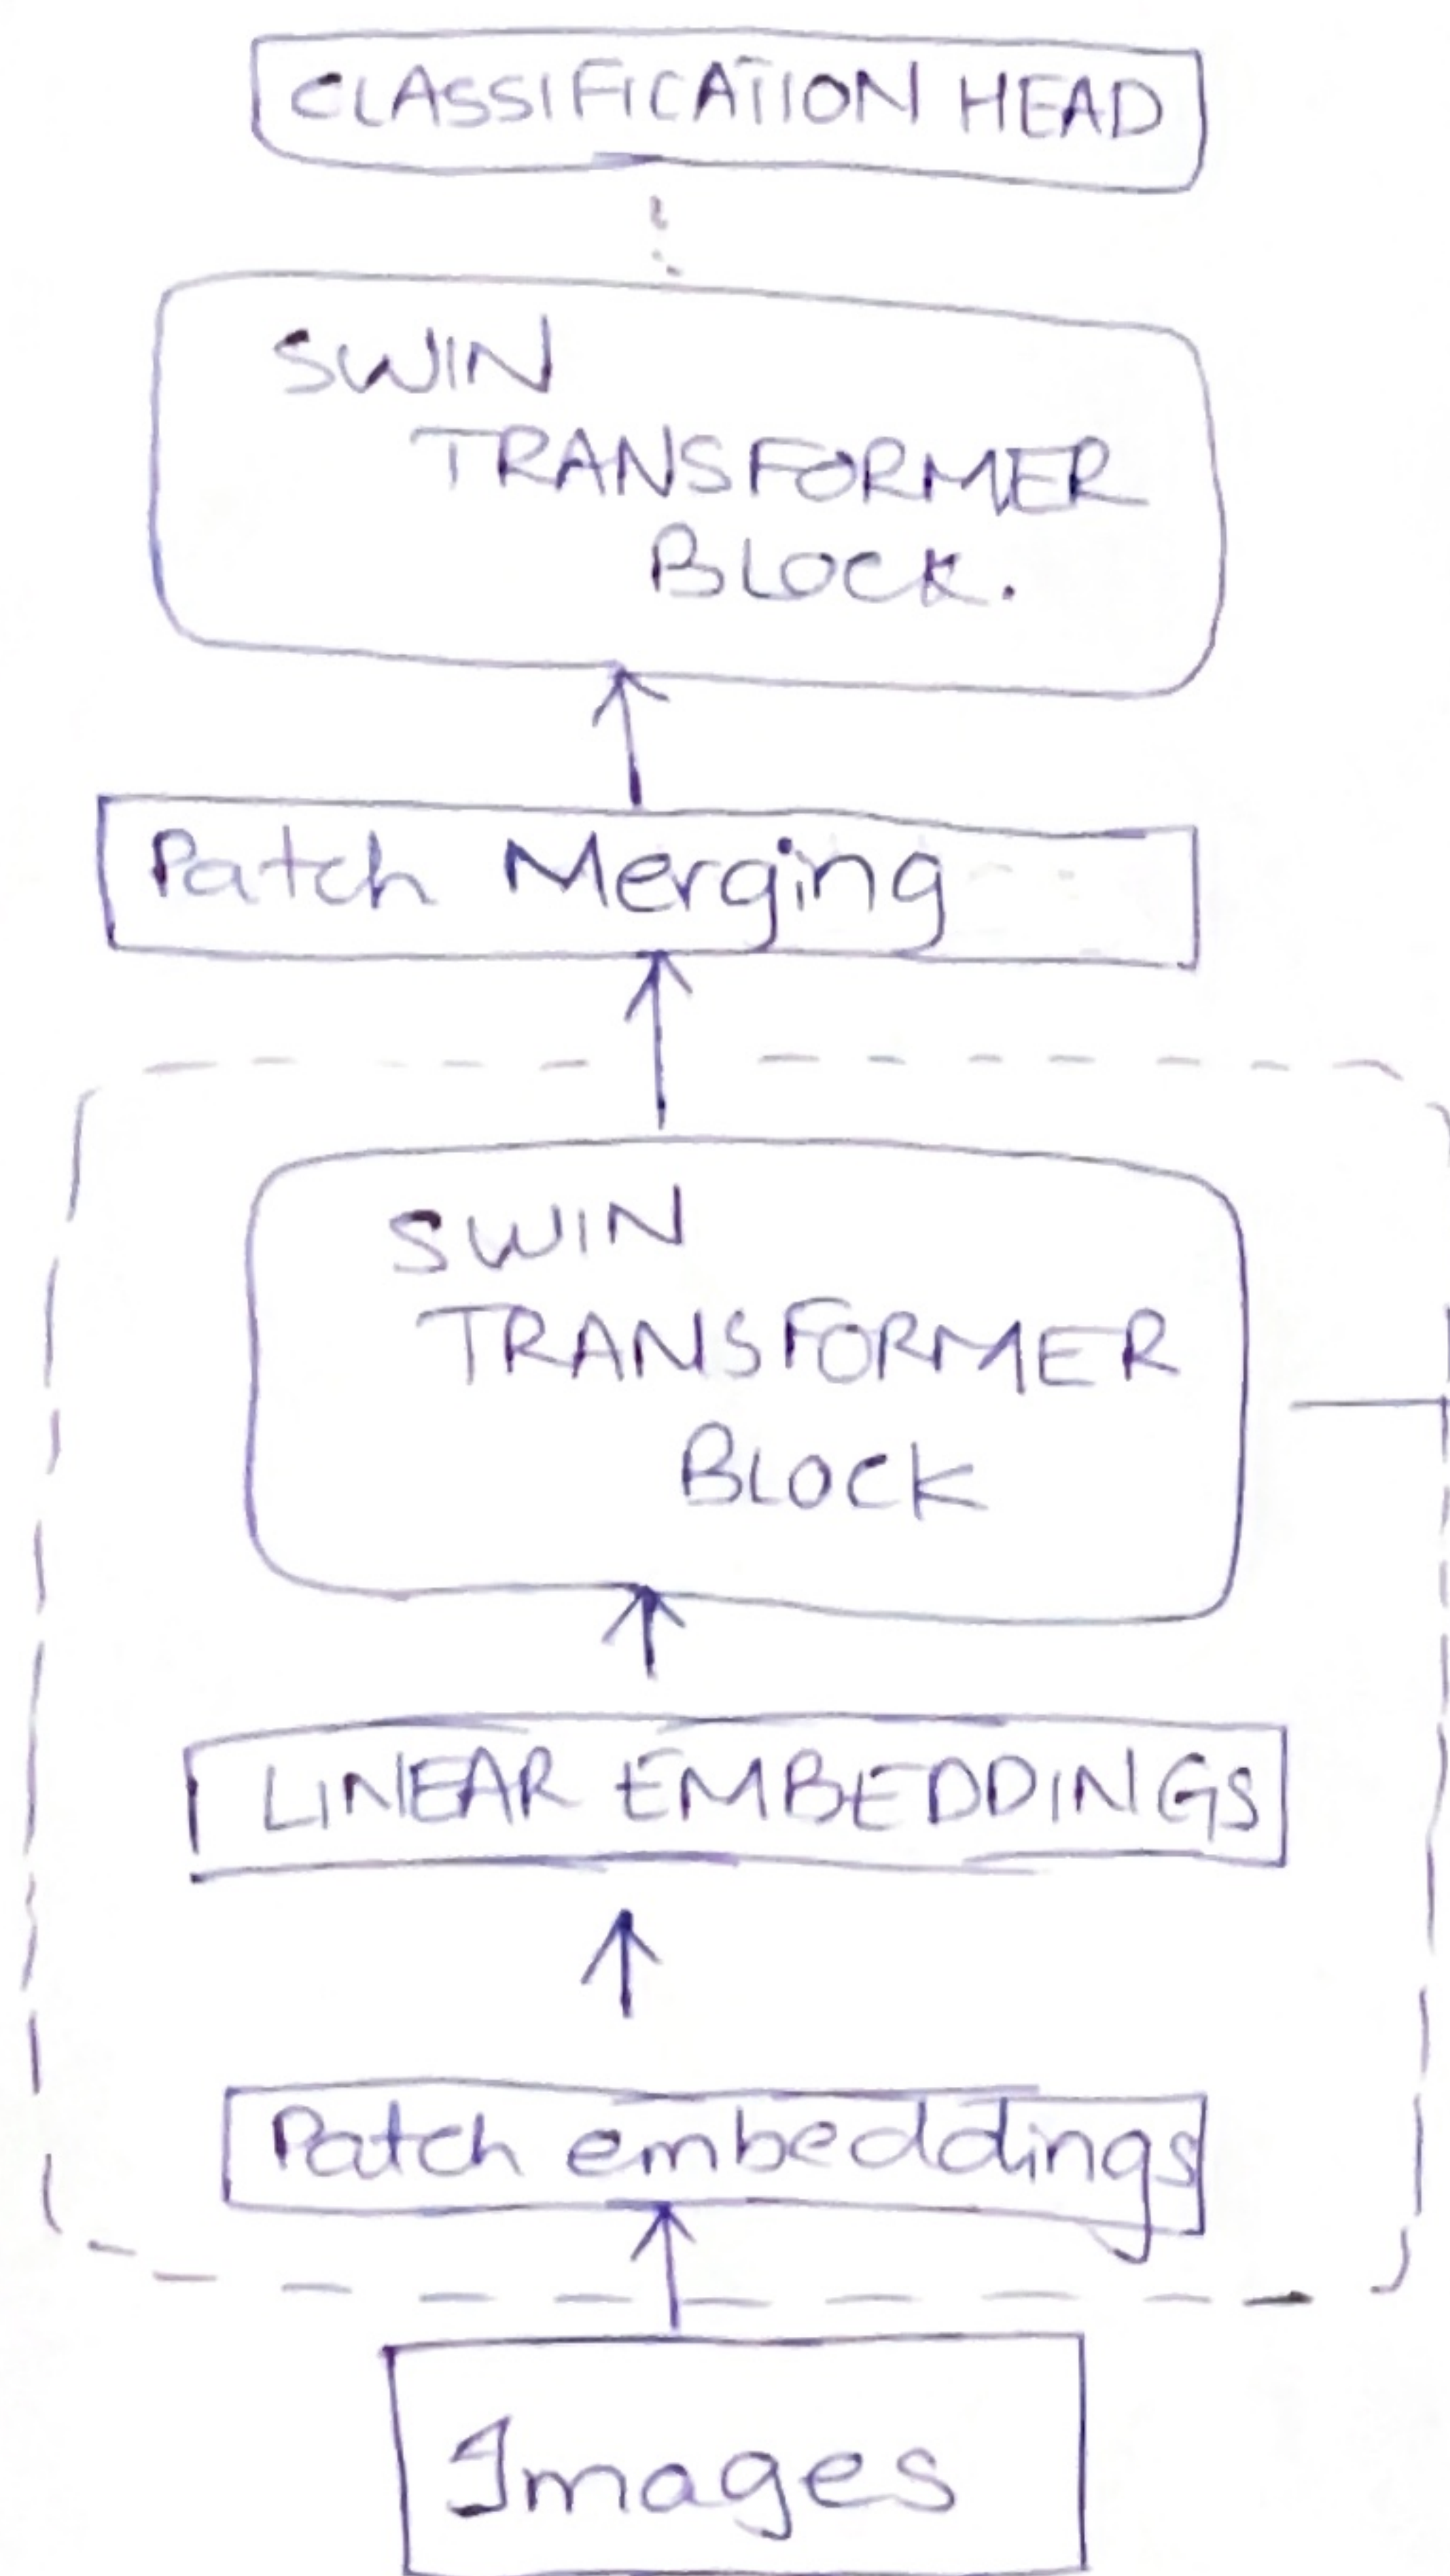 CLASSIFICATION HEAD
SWIN
TRANSFORMER
BLOCK.
Patch Merging
SWIN
TRANSFORMER
BLOCK
LINEAR EMBEDDINGS
Patch embeddings
Images